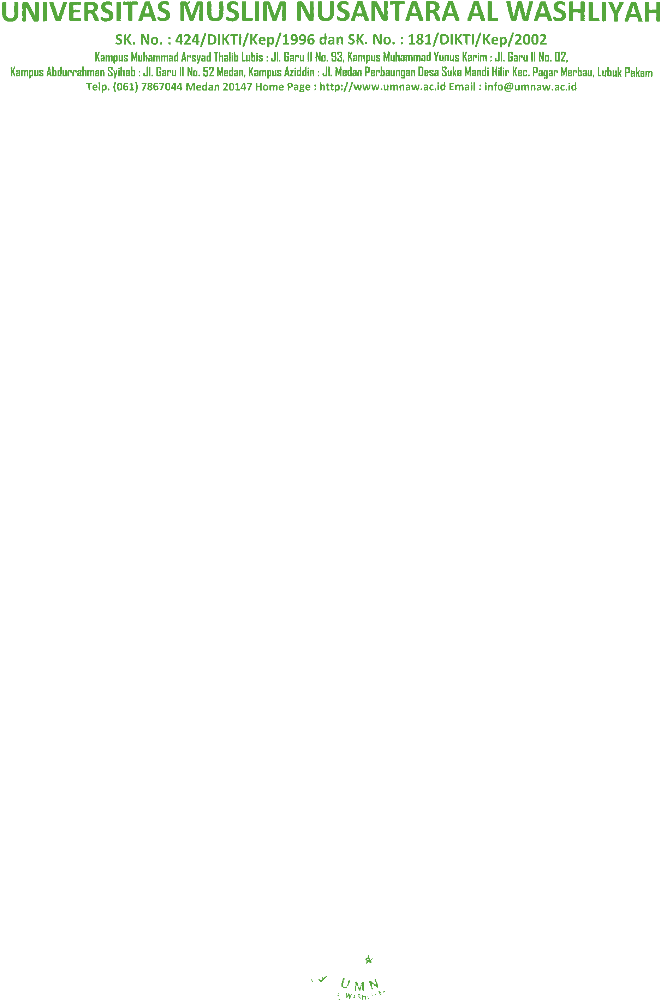 UNIVERSITAS MUSLIM NUSANTARA AL WASHLIYAH
SK. No. : 424/DIKTI/Kep/1996 dan SK. No. : 181/DIKTI/Kep/2002
Kampus Muhammad Arsyad Thalib Lubis : Jl. Garu II No. 93, Kampus Muhammad Yunus Karim : Jl. Garu II No. 02,
Kampus Abdurrahman Syihab : Jl. Garu II No. 52 Medan, Kampus Aziddin : Jl. Medan Perbaungan Desa Suka Mandi Hilir Kec. Pagar Merbau, Lubuk Pakam
Telp. (061) 7867044 Medan 20147 Home Page : http://www.umnaw.ac.id Email : info@umnaw.ac.id
UMN